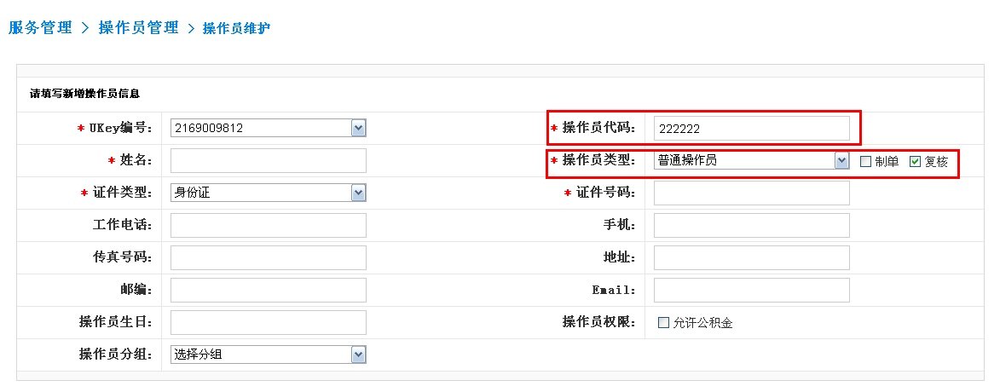 服务管理 > 操作员管理 > 操作员维护
请填写新增操作员信息
* UKey编号： 2169009812 * 操作员代码： 222222
* 姓名： * 操作员类型： 普通操作员 制单 复核
* 证件类型： 身份证 * 证件号码：
工作电话： 手机：
传真号码： 地址：
邮编： Email：
操作员生日： 操作员权限： 允许公积金
操作员分组： 选择分组